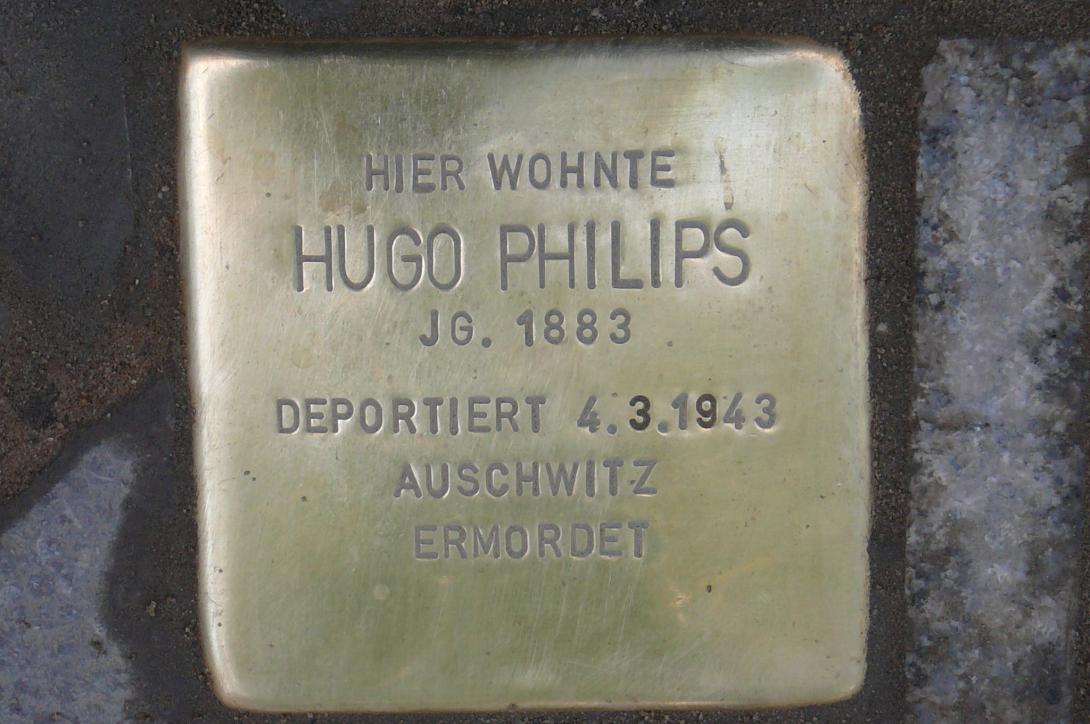 HIER WOHNTE
HUGO PHILIPS
JG. 1883
DEPORTIERT 4.3.1943
AUSCHWITZ
ERMORDET